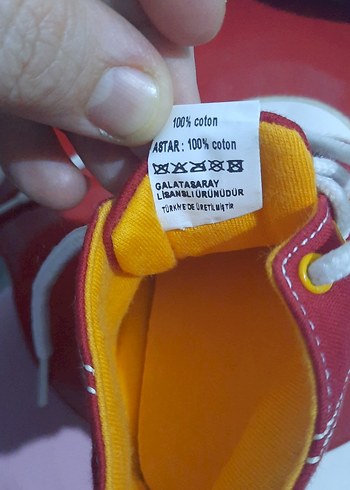 100% coton
ASTAR: 100% coton
GALATASARAY
LİSANSLI ÜRÜNÜDÜR
TÜRKİYE'DE ÜRETİLMİŞTİR